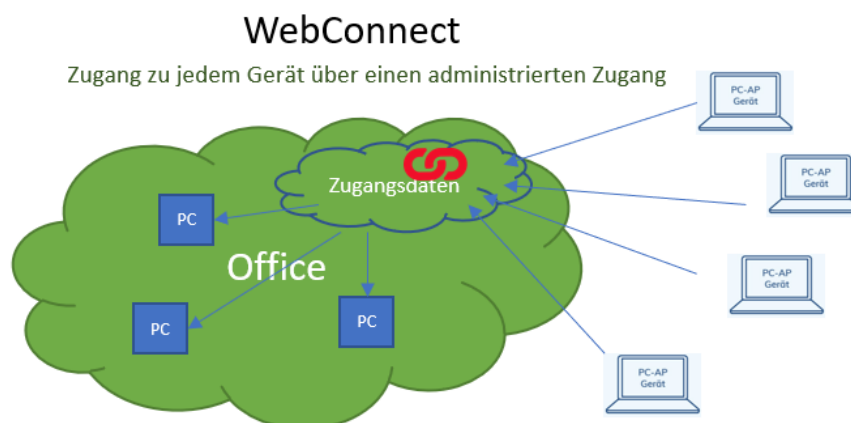 WebConnect
Zugang zu jedem Gerät über einen administrierten Zugang
PC-AP
Gerät
Zugangsdaten
PC-AP
Gerät
PC
Office
PC-AP
Gerät
PC
PC
PC-AP
Gerät